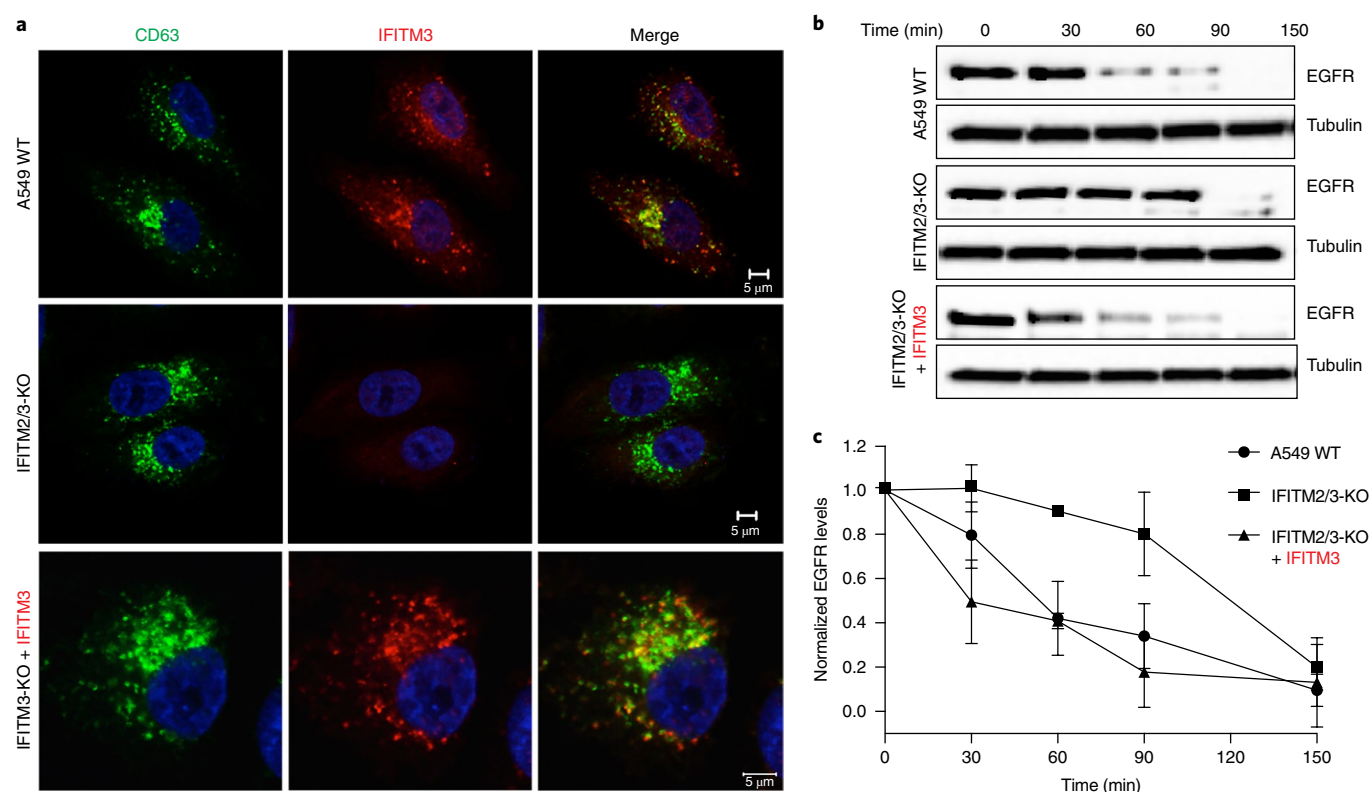 a
CD63
IFITM3
Merge
A549 WT
5 μm
IFITM2/3-KO
5 μm
IFITM3-KO + IFITM3
5 μm
b
Time (min) 0 30 60 90 150
A549 WT
EGFR
Tubulin
IFITM2/3-KO
EGFR
Tubulin
IFITM2/3-KO
+ IFITM3
EGFR
Tubulin
c
Normalized EGFR levels
1.2
1.0
0.8
0.6
0.4
0.2
0.0
0 30 60 90 120 150
Time (min)
A549 WT
IFITM2/3-KO
IFITM2/3-KO
+ IFITM3